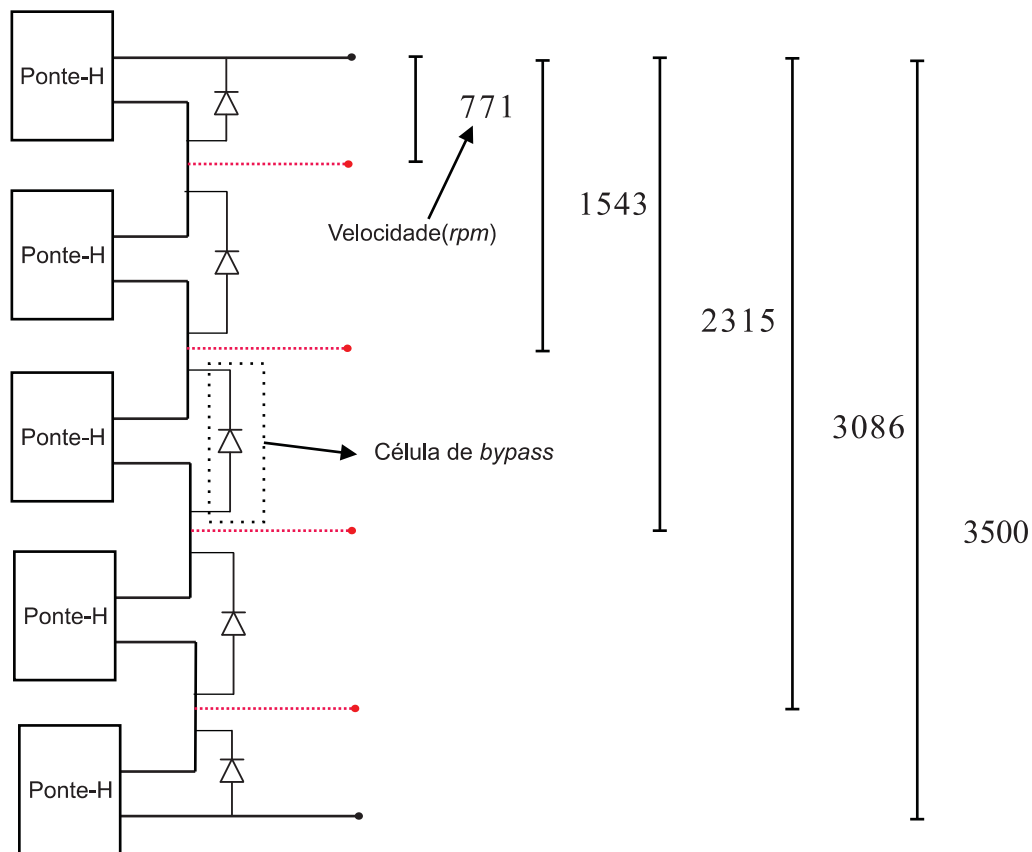 Ponte-H
771
Velocidade(rpm)
1543
Ponte-H
2315
Ponte-H
3086
Célula de bypass
3500
Ponte-H
Ponte-H